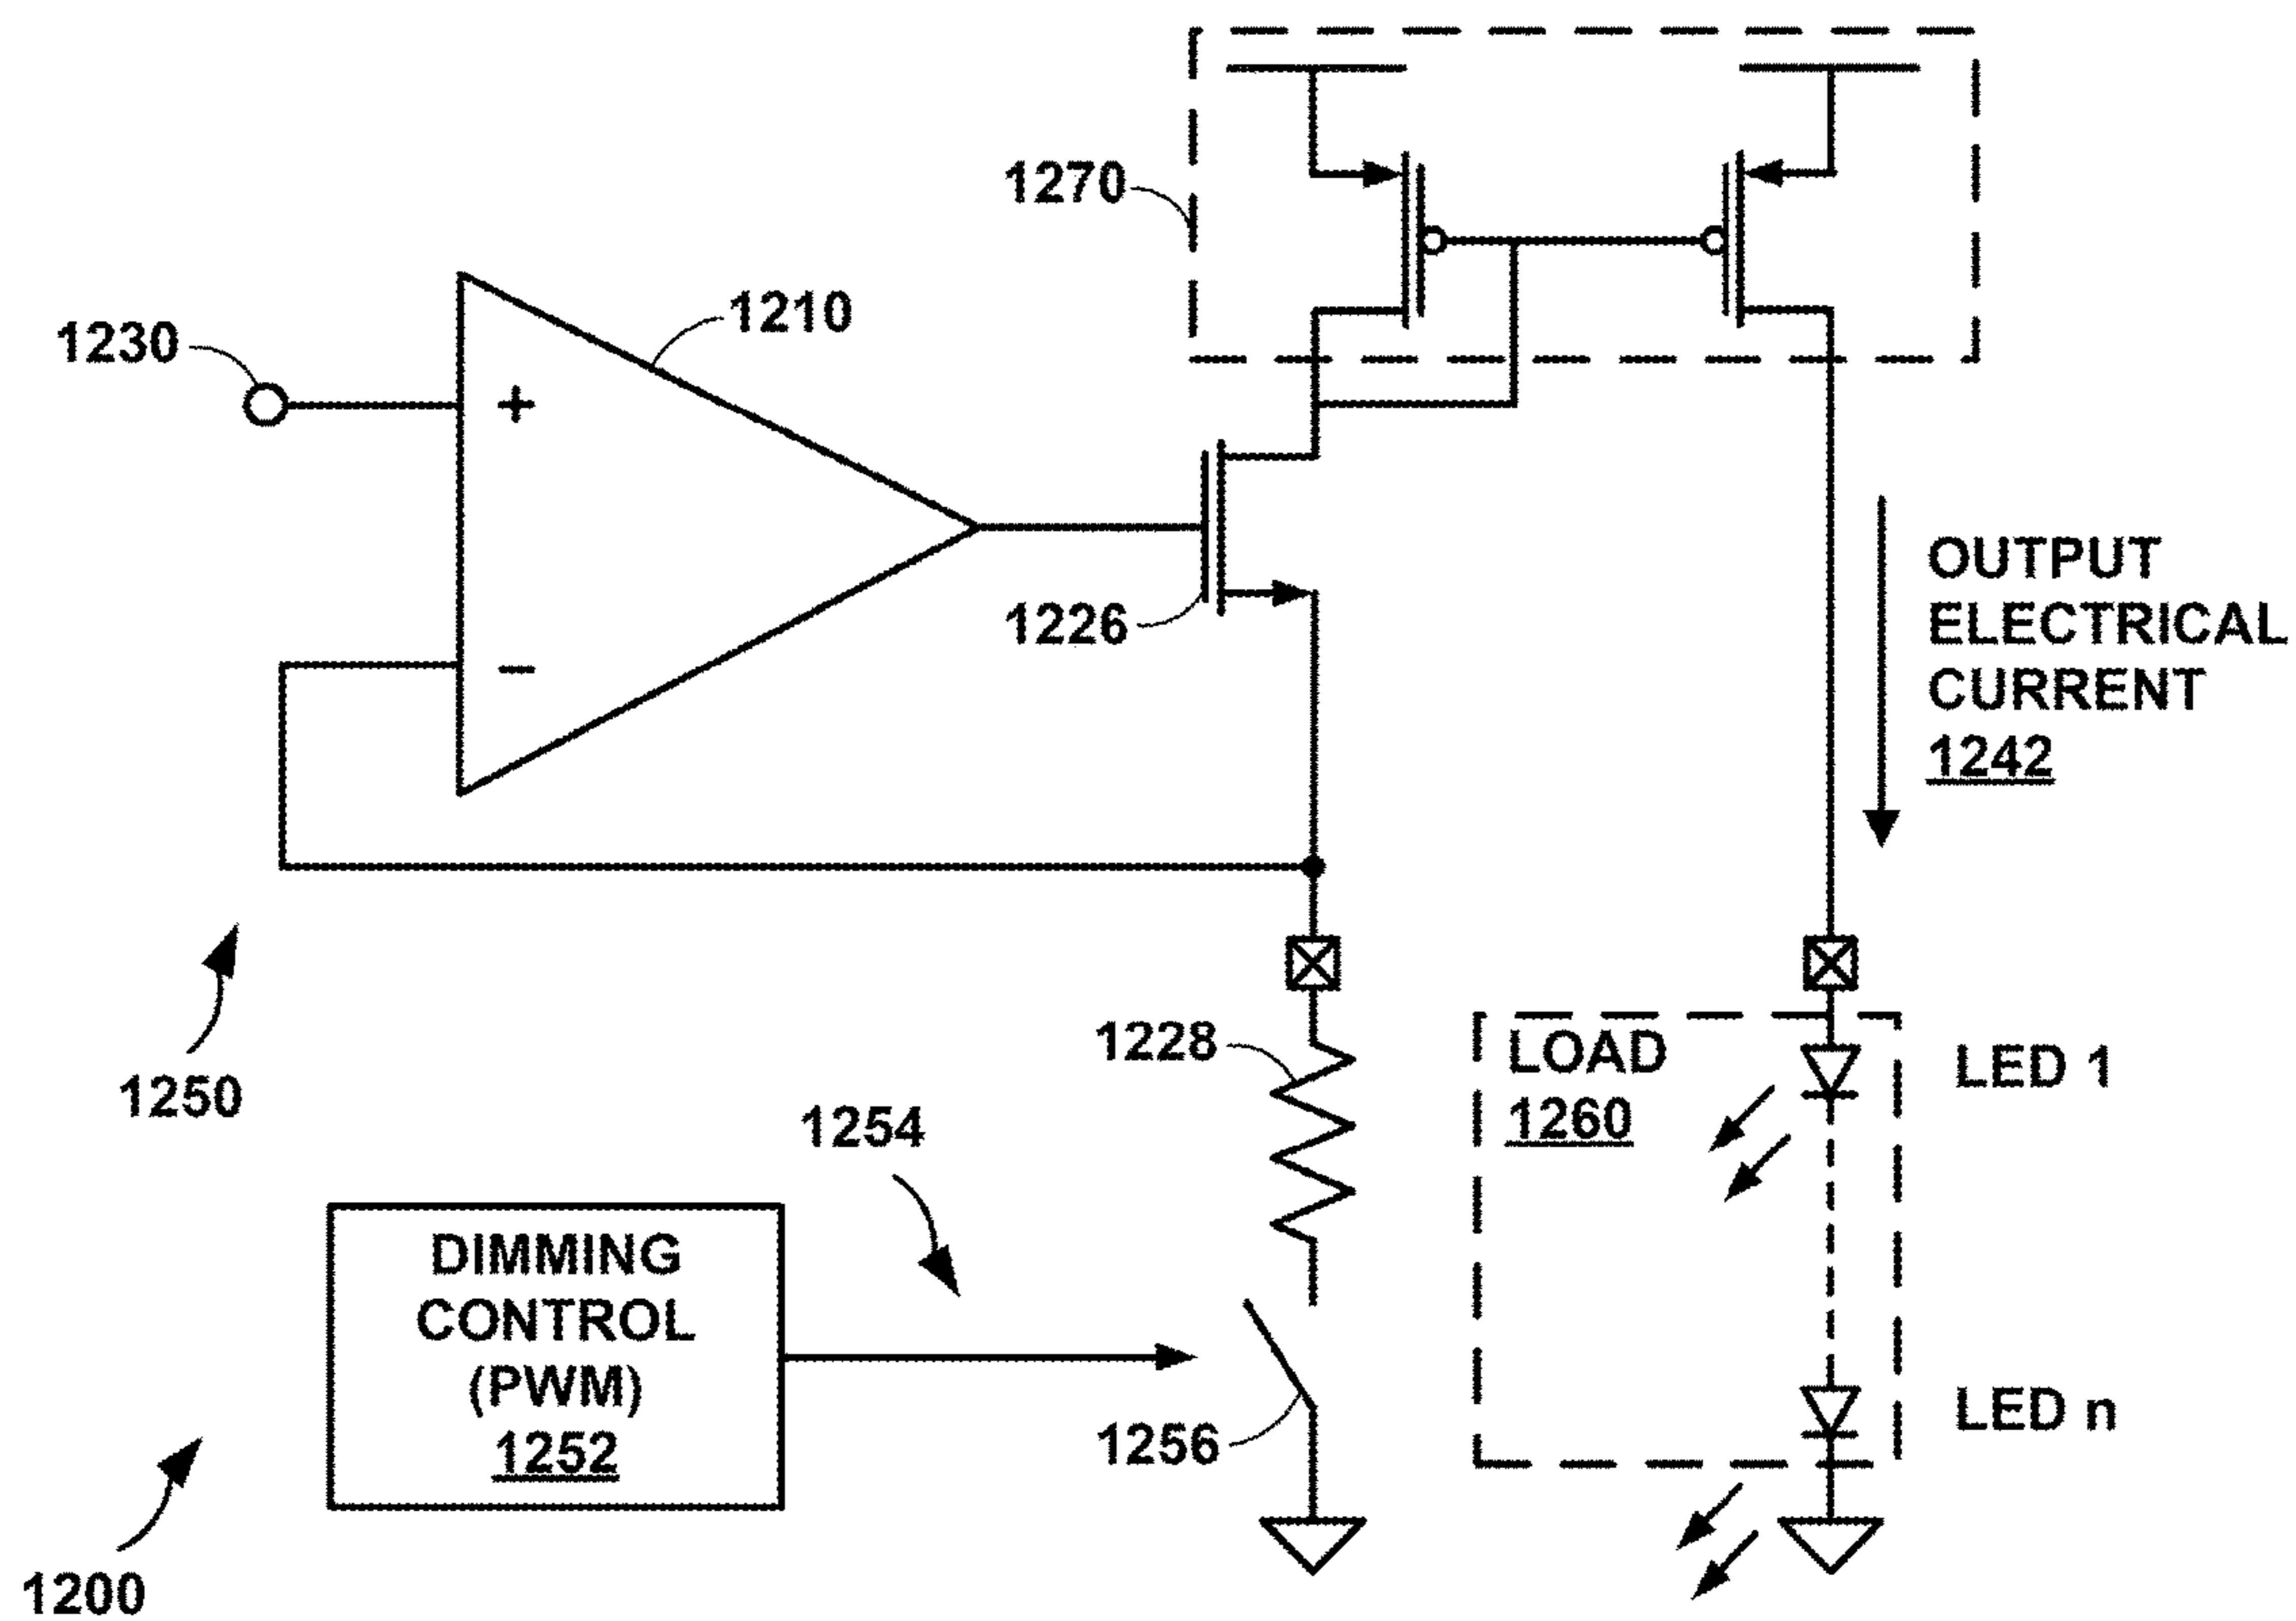 1270
1210
1230
+
−
1226
OUTPUT
ELECTRICAL
CURRENT
1242
1250
1228
LOAD
1260
LED 1
1254
DIMMING
CONTROL
(PWM)
1252
1256
LED n
1200